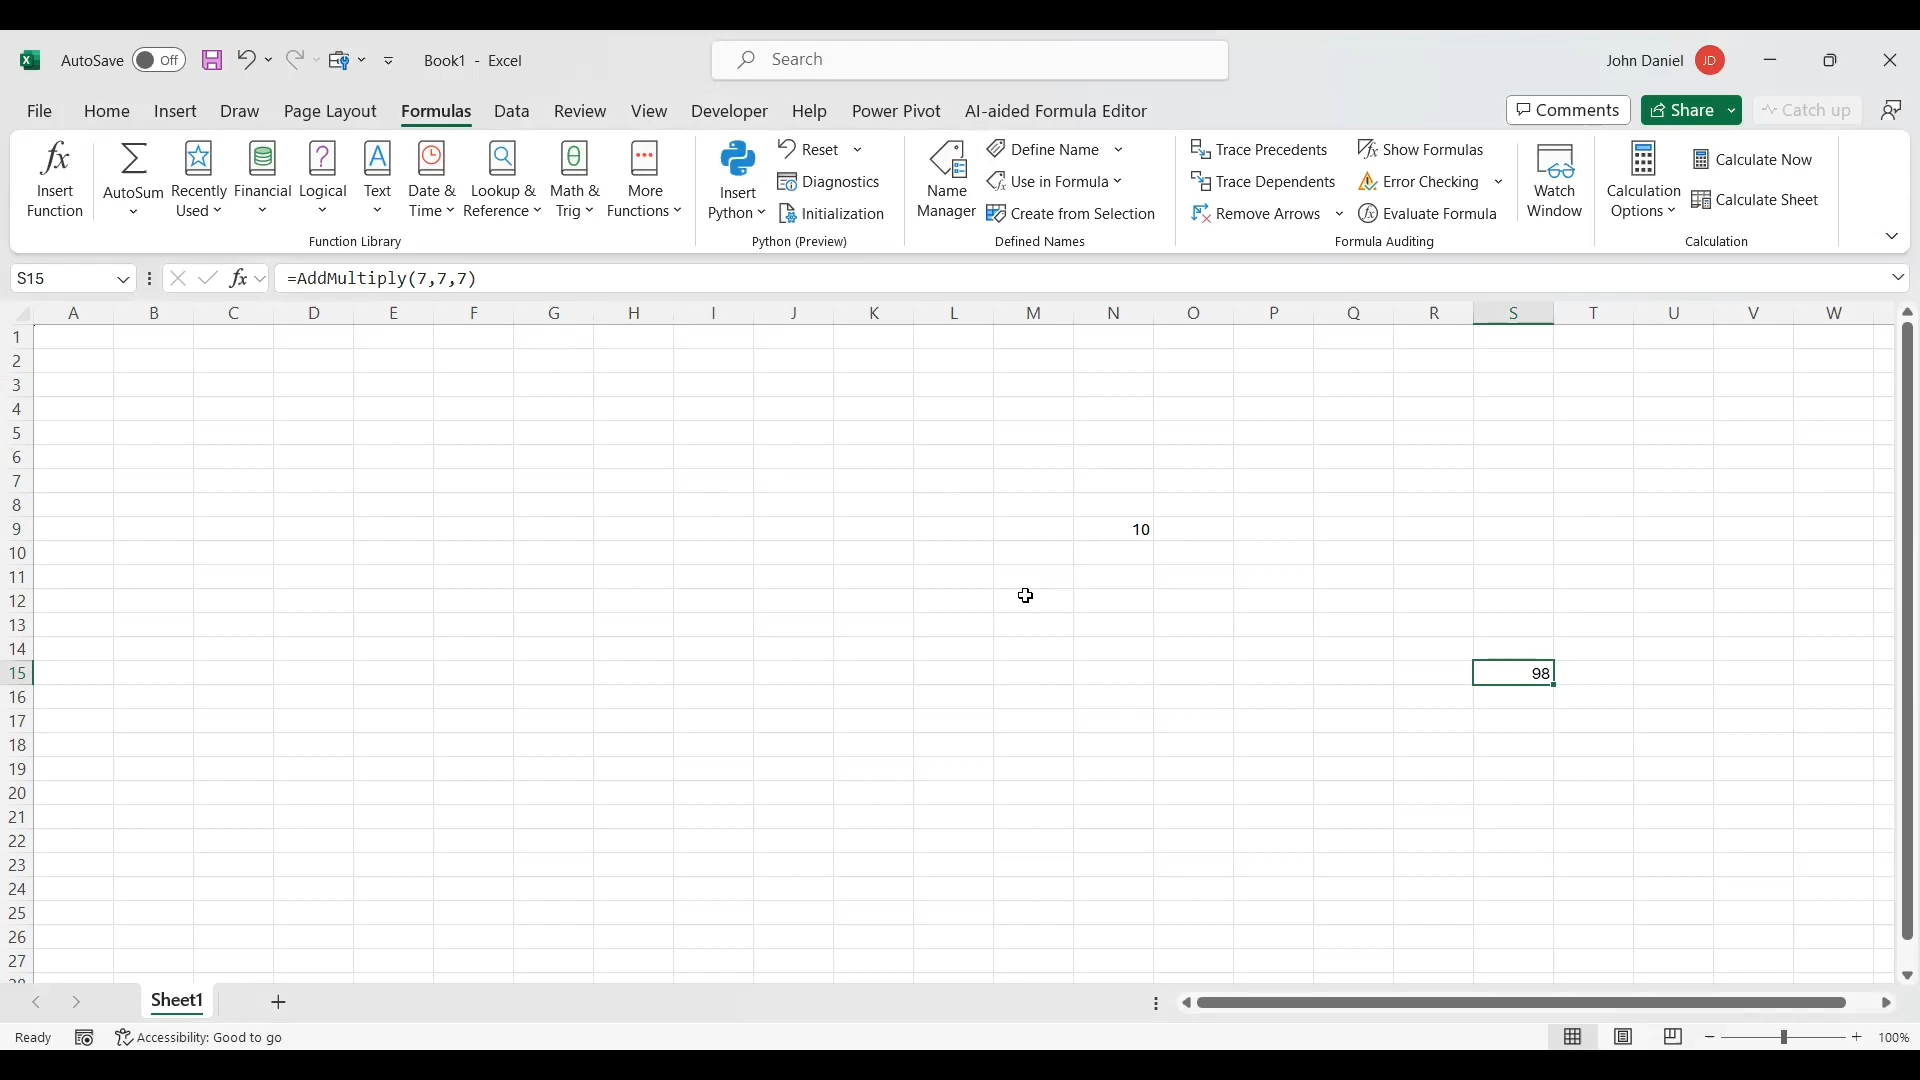 AutoSave Off Book1 - Excel Search John Daniel JD
File Home Insert Draw Page Layout Formulas Data Review View Developer Help Power Pivot AI-aided Formula Editor Comments Share Catch up
Insert Function
AutoSum
Recently Used
Financial
Logical
Text
Date & Time
Lookup & Reference
Math & Trig
More Functions
Function Library
Insert Python
Reset
Diagnostics
Initialization
Python (Preview)
Name Manager
Define Name
Use in Formula
Create from Selection
Defined Names
Trace Precedents
Trace Dependents
Remove Arrows
Show Formulas
Error Checking
Evaluate Formula
Formula Auditing
Watch Window
Calculation Options
Calculate Now
Calculate Sheet
Calculation
S15 fx =AddMultiply(7,7,7)
A B C D E F G H I J K L M N O P Q R S T U V W
1
2
3
4
5
6
7
8
9 10
10
11
12
13
14
15 98
16
17
18
19
20
21
22
23
24
25
26
27
28
Sheet1
Ready Accessibility: Good to go 100%